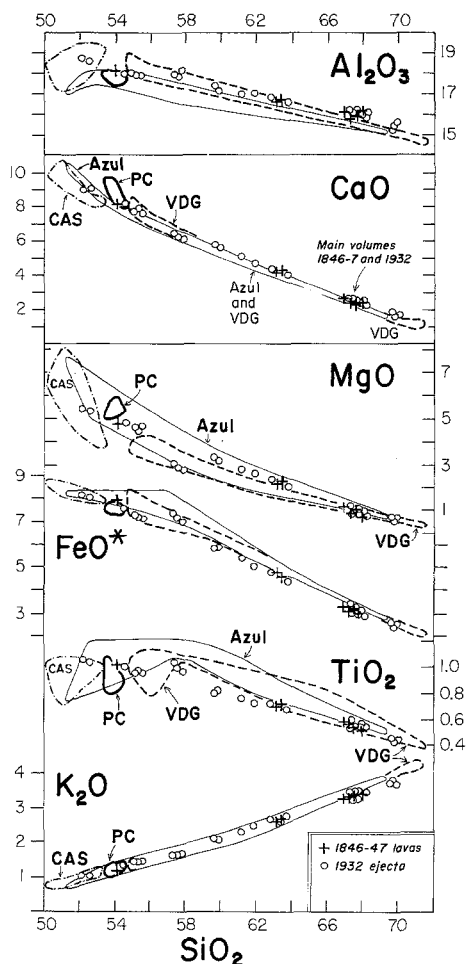 50 54 58 62 66 70
19
Al₂O₃
17
15
10
Azul
PC
CaO
8
CAS
VDG
6
Main volumes
1846-7 and 1932
4
Azul
and
VDG
2
VDG
7
MgO
CAS
PC
5
Azul
3
9
1
7
VDG
FeO*
5
3
Azul
TiO₂
CAS
1.0
0.8
PC
VDG
0.6
0.4
VDG
4
K₂O
3
2
PC
+ 1846-47 lavas
CAS
1
○ 1932 ejecta
50 54 58 62 66 70
SiO₂